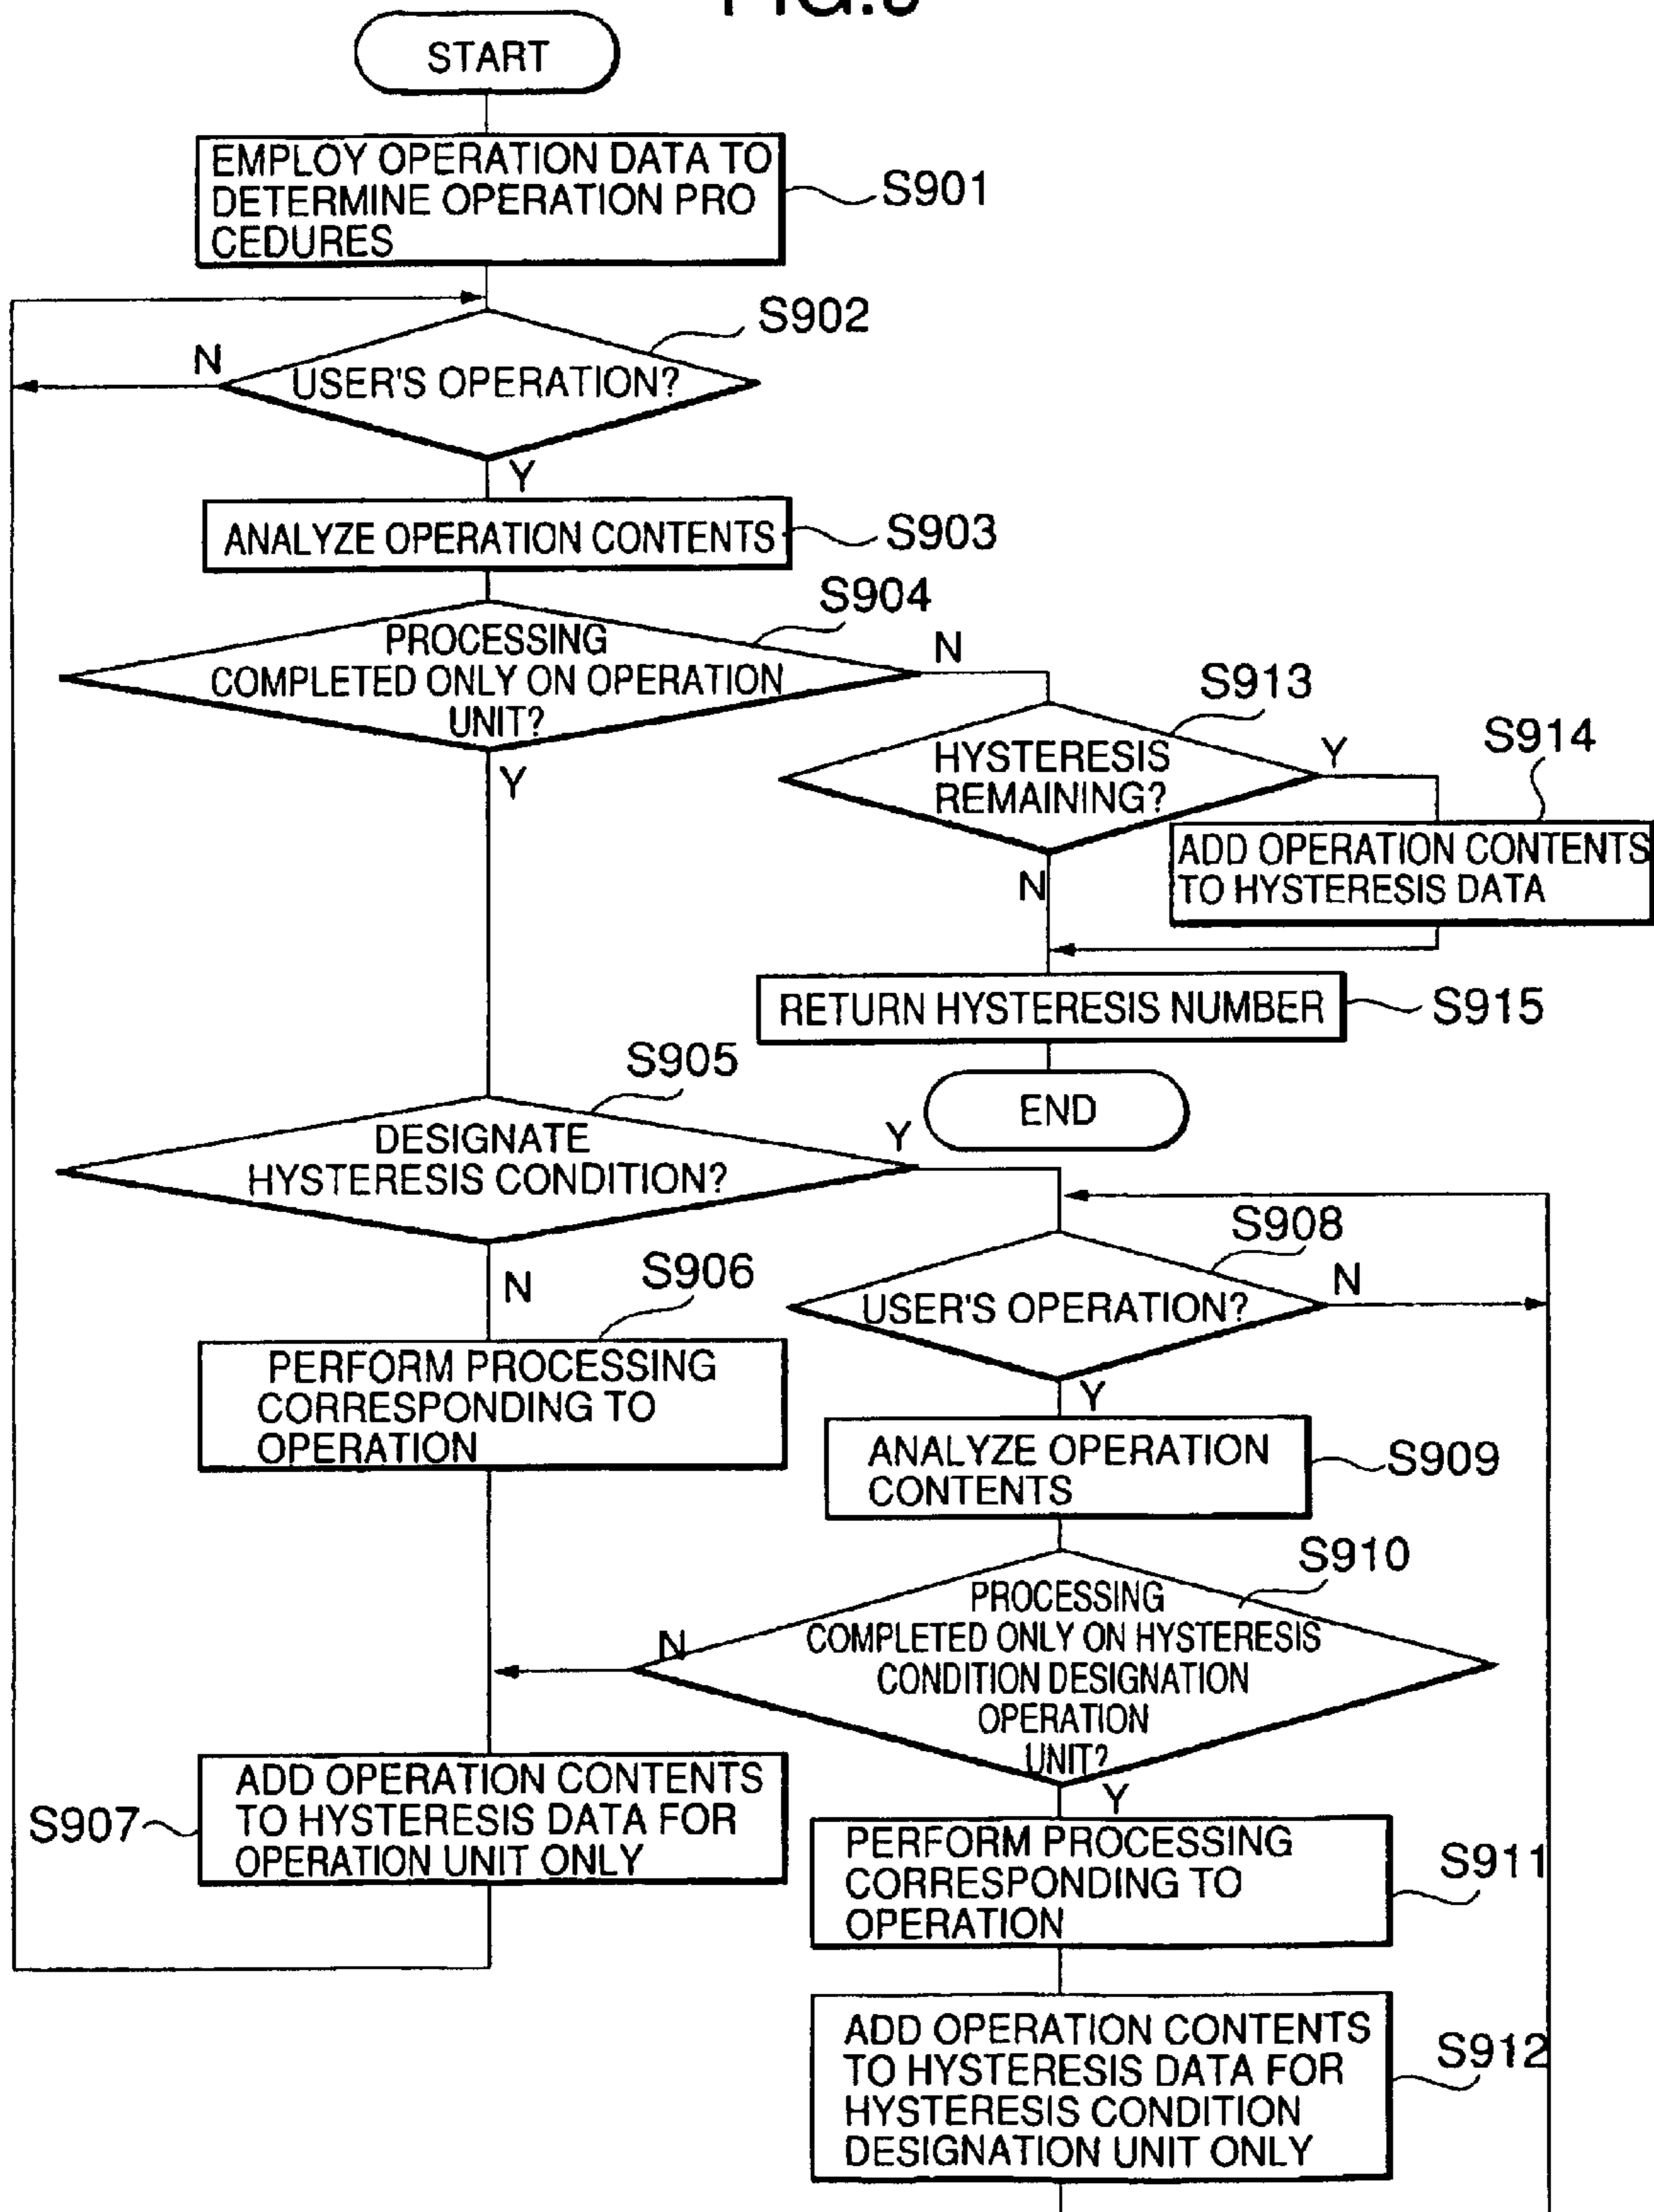 START
EMPLOY OPERATION DATA TO
DETERMINE OPERATION PRO
CEDURES
S901
S902
N
USER'S OPERATION?
Y
ANALYZE OPERATION CONTENTS
S903
S904
PROCESSING
COMPLETED ONLY ON OPERATION
UNIT?
N
Y
S913
HYSTERESIS
REMAINING?
Y
N
S914
ADD OPERATION CONTENTS
TO HYSTERESIS DATA
RETURN HYSTERESIS NUMBER
S915
END
S905
DESIGNATE
HYSTERESIS CONDITION?
Y
N
S906
PERFORM PROCESSING
CORRESPONDING TO
OPERATION
S908
USER'S OPERATION?
N
Y
ANALYZE OPERATION
CONTENTS
S909
S910
PROCESSING
COMPLETED ONLY ON HYSTERESIS
CONDITION DESIGNATION
OPERATION
UNIT?
N
Y
S907
ADD OPERATION CONTENTS
TO HYSTERESIS DATA FOR
OPERATION UNIT ONLY
PERFORM PROCESSING
CORRESPONDING TO
OPERATION
S911
ADD OPERATION CONTENTS
TO HYSTERESIS DATA FOR
HYSTERESIS CONDITION
DESIGNATION UNIT ONLY
S912